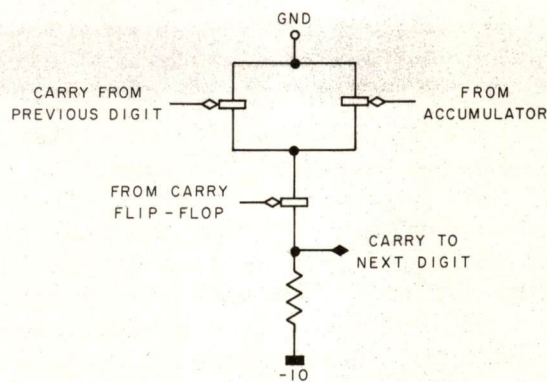 GND
CARRY FROM
PREVIOUS DIGIT
FROM
ACCUMULATOR
FROM CARRY
FLIP-FLOP
CARRY TO
NEXT DIGIT
-10